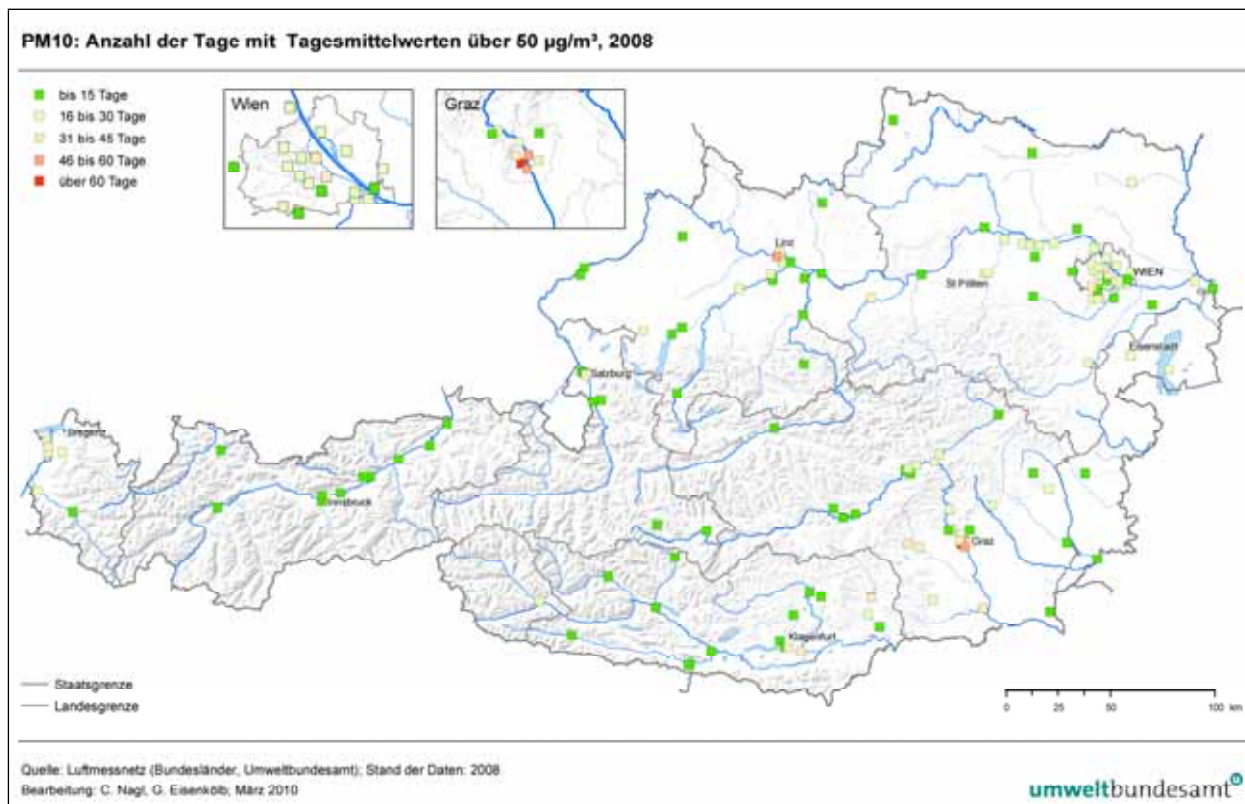 PM10: Anzahl der Tage mit Tagesmittelwerten über 50 µg/m³, 2008
bis 15 Tage
16 bis 30 Tage
31 bis 45 Tage
46 bis 60 Tage
über 60 Tage
Wien
Graz
Linz
WIEN
St Pölten
Eisenstadt
Salzburg
Bregenz
Innsbruck
Graz
Klagenfurt
Staatsgrenze
Landesgrenze
0 25 50 100 km
Quelle: Luftmessnetz (Bundesländer, Umweltbundesamt); Stand der Daten: 2008
Bearbeitung: C. Nagl, G. Eisenkölb; März 2010
umweltbundesamt